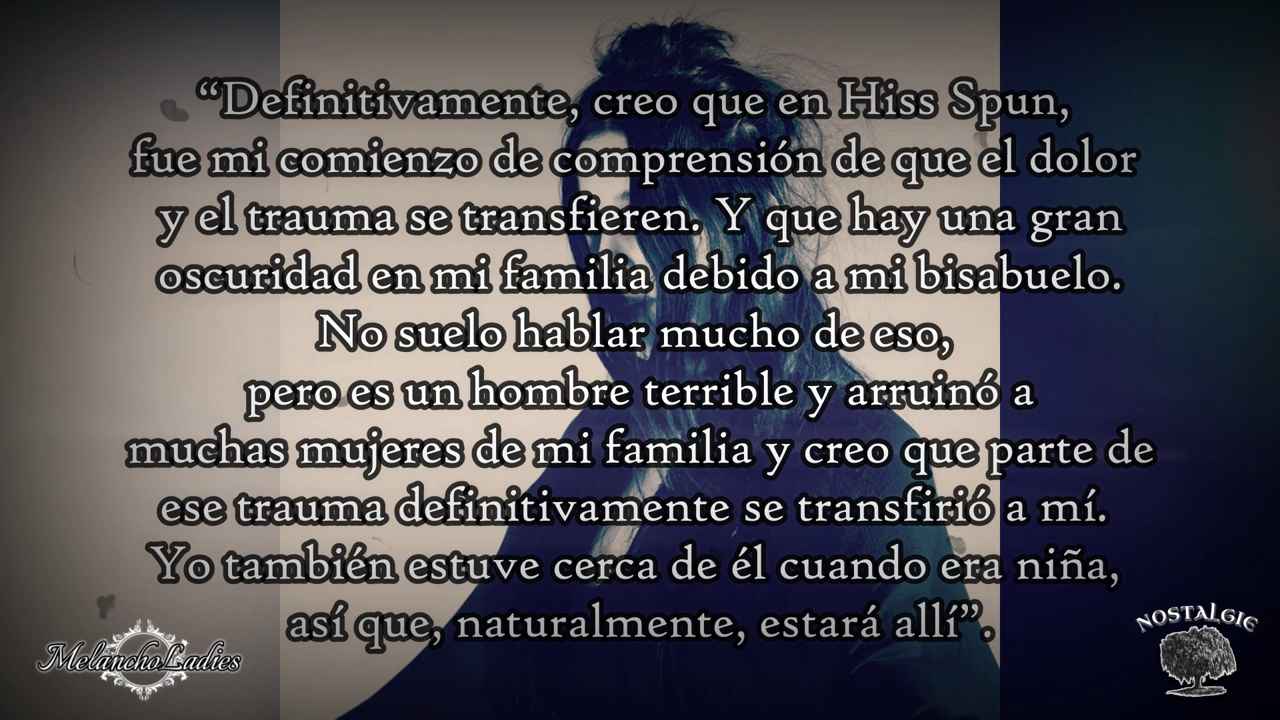 “Definitivamente, creo que en Hiss Spun,
fue mi comienzo de comprensión de que el dolor
y el trauma se transfieren. Y que hay una gran
oscuridad en mi familia debido a mi bisabuelo.
No suelo hablar mucho de eso,
pero es un hombre terrible y arruinó a
muchas mujeres de mi familia y creo que parte de
ese trauma definitivamente se transfirió a mí.
Yo también estuve cerca de él cuando era niña,
así que, naturalmente, estará allí”.
MelanchoLadies
NOSTALGIE